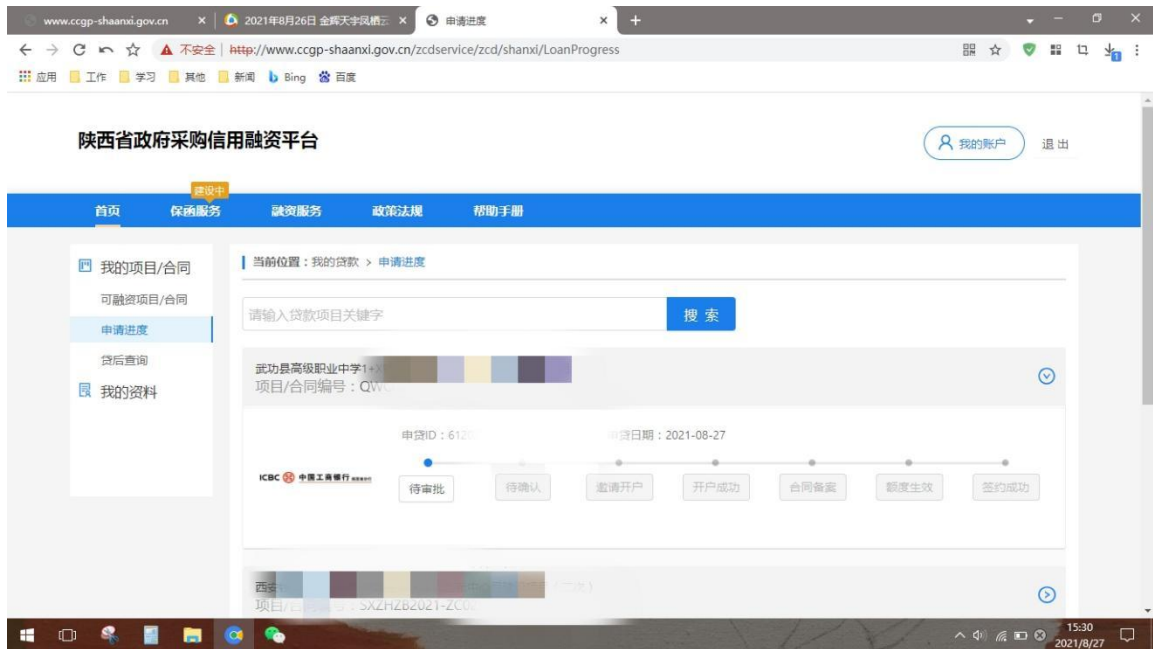 www.ccgp-shaanxi.gov.cn
2021年8月26日 金辉天宇凤栖云
申请进度
不安全 | http://www.ccgp-shaanxi.gov.cn/zcdservice/zcd/shanxi/LoanProgress
应用 工作 学习 其他 新闻 Bing 百度
陕西省政府采购信用融资平台
我的账户 退出
建设中
首页 保函服务 融资服务 政策法规 帮助手册
我的项目/合同
可融资项目/合同
申请进度
贷后查询
我的资料
当前位置：我的贷款 > 申请进度
请输入贷款项目关键字
搜索
武功县高级职业中学1+X
项目/合同编号：QW
申贷ID：612
申贷日期：2021-08-27
ICBC 中国工商银行
待审批 待确认 邀请开户 开户成功 合同备案 额度生效 签约成功
西安
项目/合同编号：SXZHZB2021-ZC0
15:30
2021/8/27